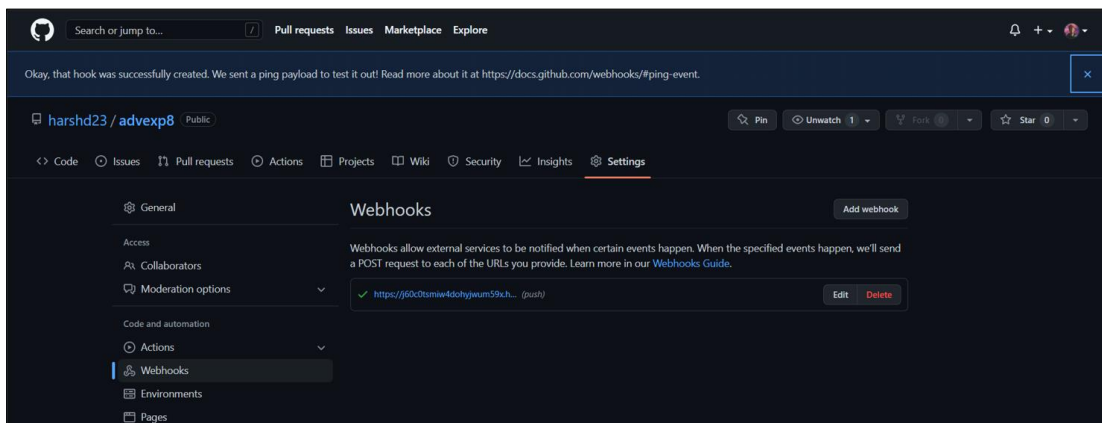 Search or jump to... / Pull requests Issues Marketplace Explore
Okay, that hook was successfully created. We sent a ping payload to test it out! Read more about it at https://docs.github.com/webhooks/#ping-event.
harshd23 / advexp8 Public
Pin Unwatch 1 Fork 0 Star 0
Code Issues Pull requests Actions Projects Wiki Security Insights Settings
General
Access
Collaborators
Moderation options
Code and automation
Actions
Webhooks
Environments
Pages
Webhooks Add webhook
Webhooks allow external services to be notified when certain events happen. When the specified events happen, we'll send
a POST request to each of the URLs you provide. Learn more in our Webhooks Guide.
https://j60c0tsmiw4dohyjwum59x.h... (push) Edit Delete